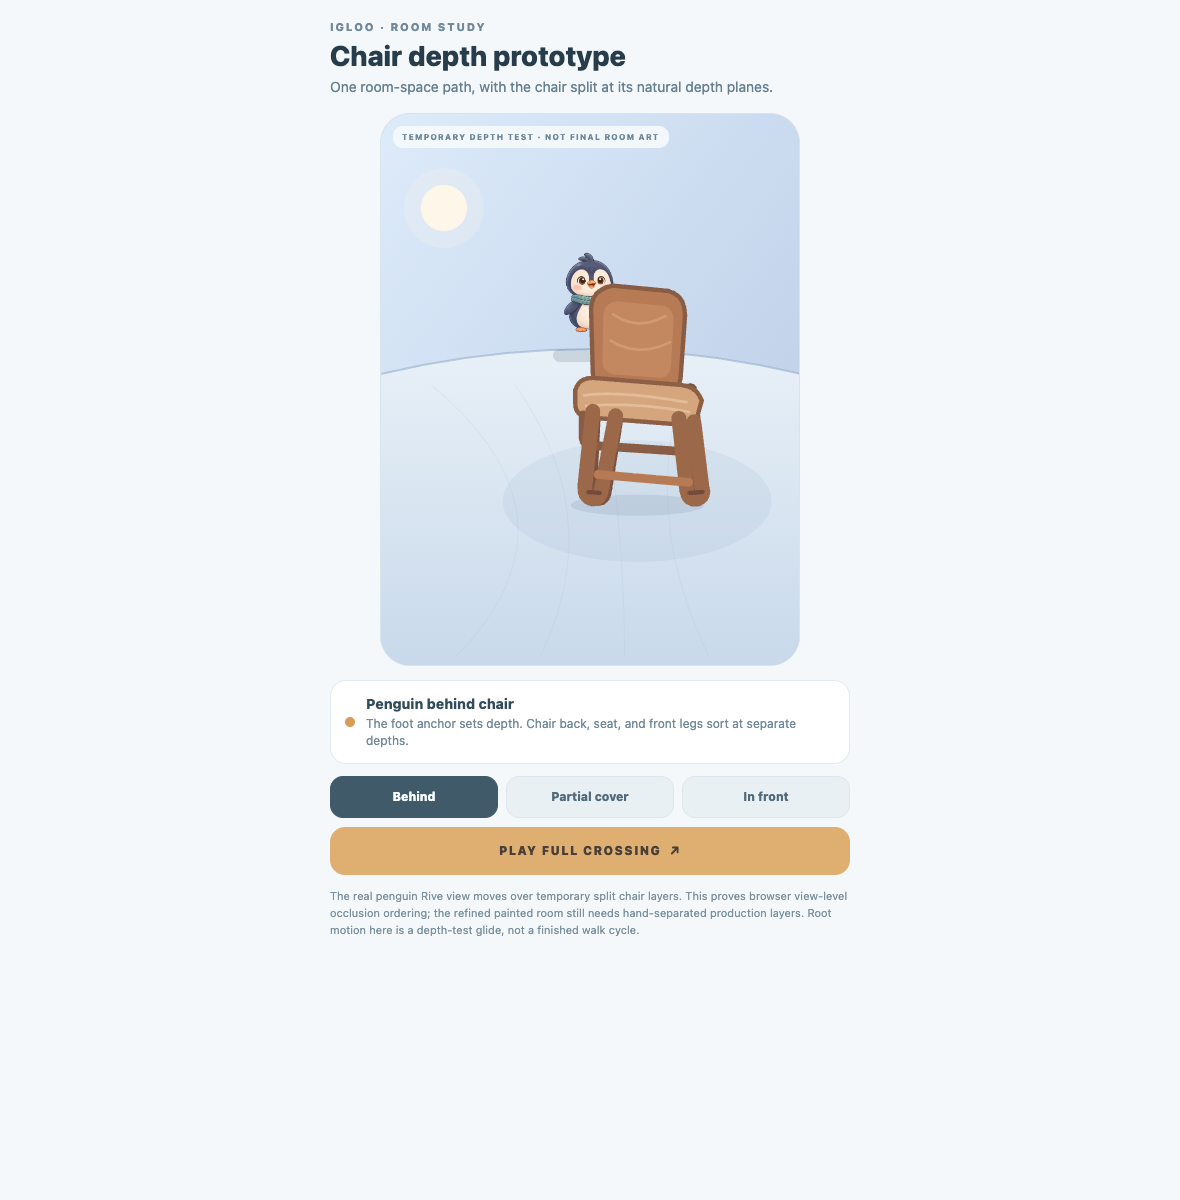 IGLOO · ROOM STUDY
Chair depth prototype
One room-space path, with the chair split at its natural depth planes.
TEMPORARY DEPTH TEST · NOT FINAL ROOM ART
Penguin behind chair
The foot anchor sets depth. Chair back, seat, and front legs sort at separate
depths.
Behind
Partial cover
In front
PLAY FULL CROSSING ↗
The real penguin Rive view moves over temporary split chair layers. This proves browser view-level
occlusion ordering; the refined painted room still needs hand-separated production layers. Root
motion here is a depth-test glide, not a finished walk cycle.